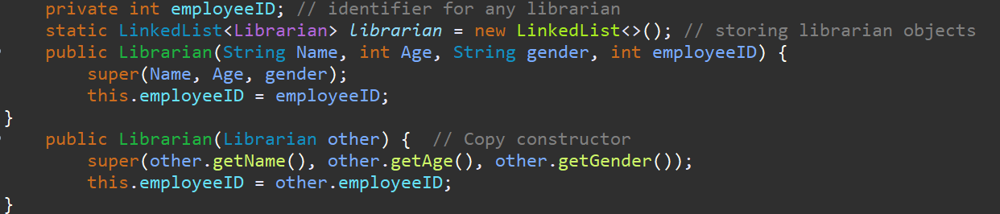 private int employeeID; // identifier for any librarian
static LinkedList<Librarian> librarian = new LinkedList<>(); // storing librarian objects
public Librarian(String Name, int Age, String gender, int employeeID) {
super(Name, Age, gender);
this.employeeID = employeeID;
}
public Librarian(Librarian other) {  // Copy constructor
super(other.getName(), other.getAge(), other.getGender());
this.employeeID = other.employeeID;
}